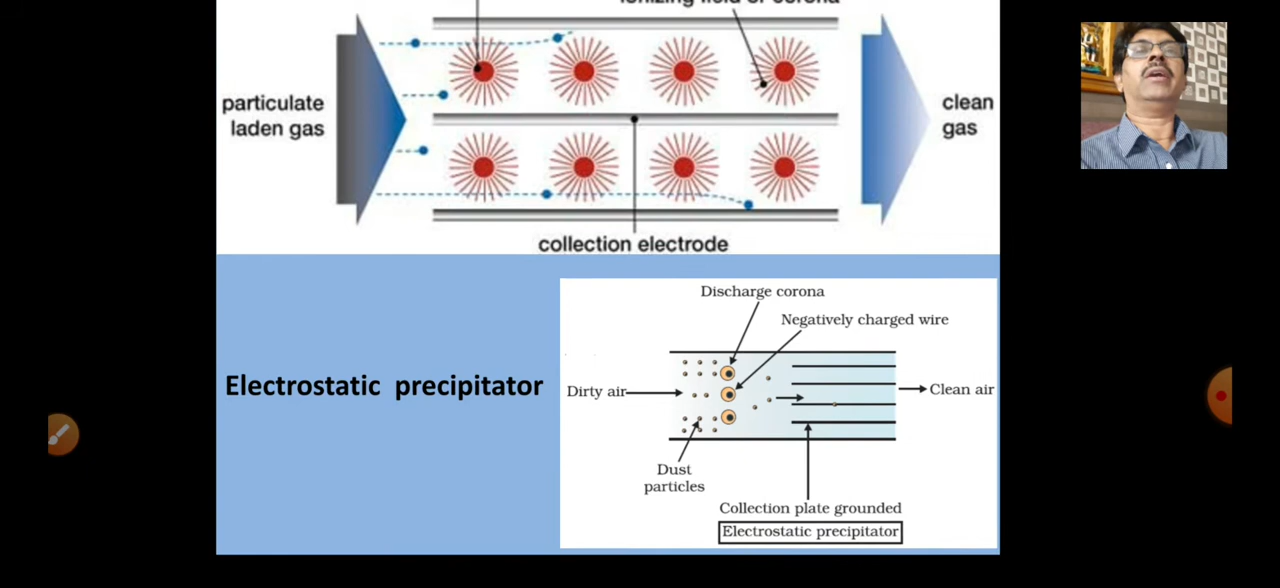 ionizing field of corona
particulate
laden gas
clean
gas
collection electrode
Electrostatic precipitator
Discharge corona
Negatively charged wire
Dirty air
Clean air
Dust
particles
Collection plate grounded
Electrostatic precipitator